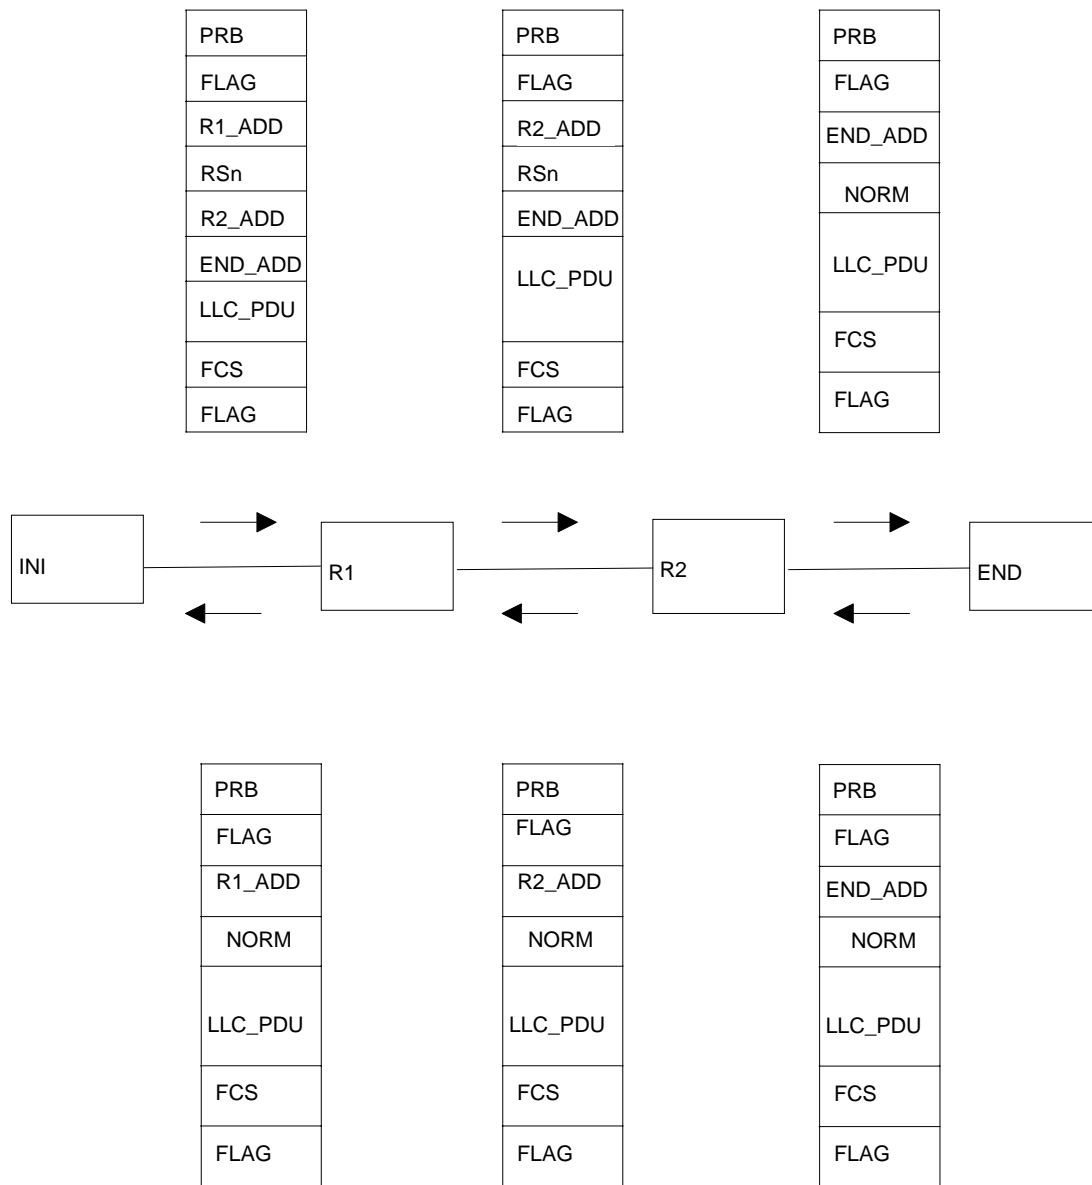 PRB
FLAG
R1_ADD
RSn
R2_ADD
END_ADD
LLC_PDU
FCS
FLAG
PRB
FLAG
R2_ADD
RSn
END_ADD
LLC_PDU
FCS
FLAG
PRB
FLAG
END_ADD
NORM
LLC_PDU
FCS
FLAG
INI
R1
R2
END
PRB
FLAG
R1_ADD
NORM
LLC_PDU
FCS
FLAG
PRB
FLAG
R2_ADD
NORM
LLC_PDU
FCS
FLAG
PRB
FLAG
END_ADD
NORM
LLC_PDU
FCS
FLAG